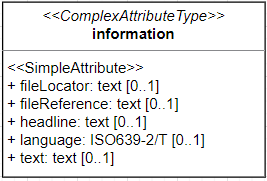 <<ComplexAttributeType>>
information
<<SimpleAttribute>>
+ fileLocator: text [0..1]
+ fileReference: text [0..1]
+ headline: text [0..1]
+ language: ISO639-2/T [0..1]
+ text: text [0..1]